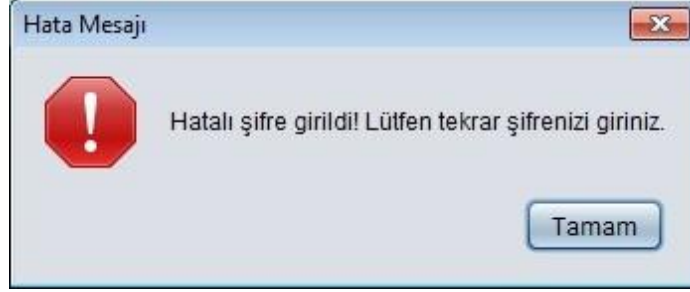 Hata Mesajı
Hatalı şifre girildi! Lütfen tekrar şifrenizi giriniz.
Tamam